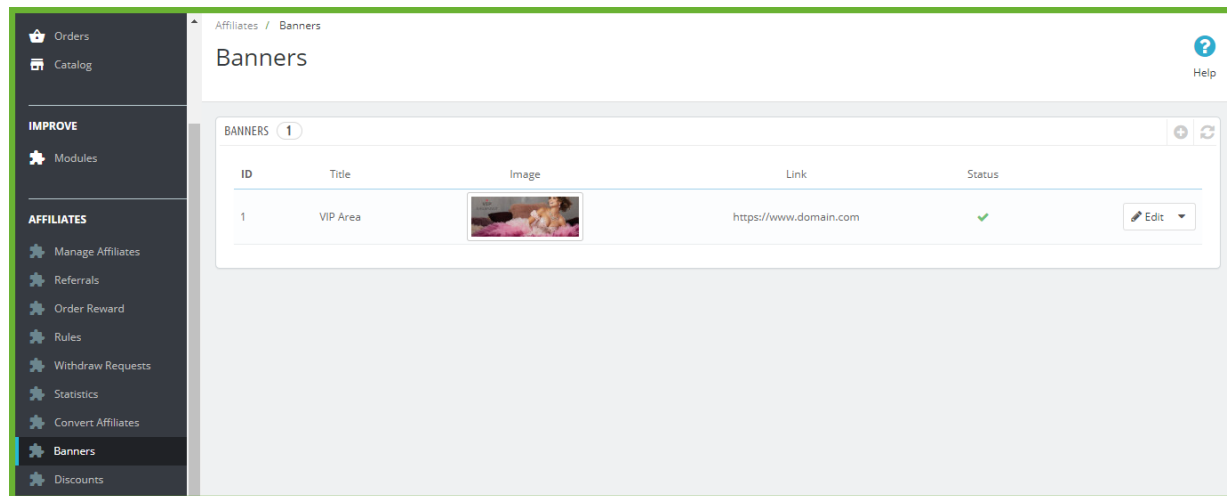 Orders
Catalog
IMPROVE
Modules
AFFILIATES
Manage Affiliates
Referrals
Order Reward
Rules
Withdraw Requests
Statistics
Convert Affiliates
Banners
Discounts
Affiliates / Banners
Banners
Help
BANNERS 1
ID Title Image Link Status
1 VIP Area https://www.domain.com Edit